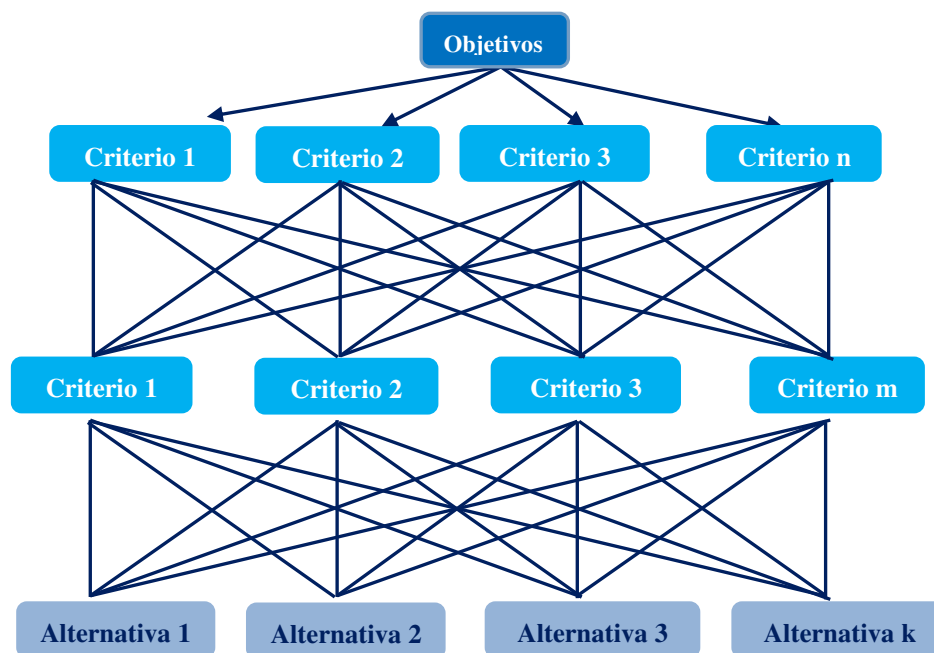 Objetivos
Criterio 1
Criterio 2
Criterio 3
Criterio n
Criterio 1
Criterio 2
Criterio 3
Criterio m
Alternativa 1
Alternativa 2
Alternativa 3
Alternativa k